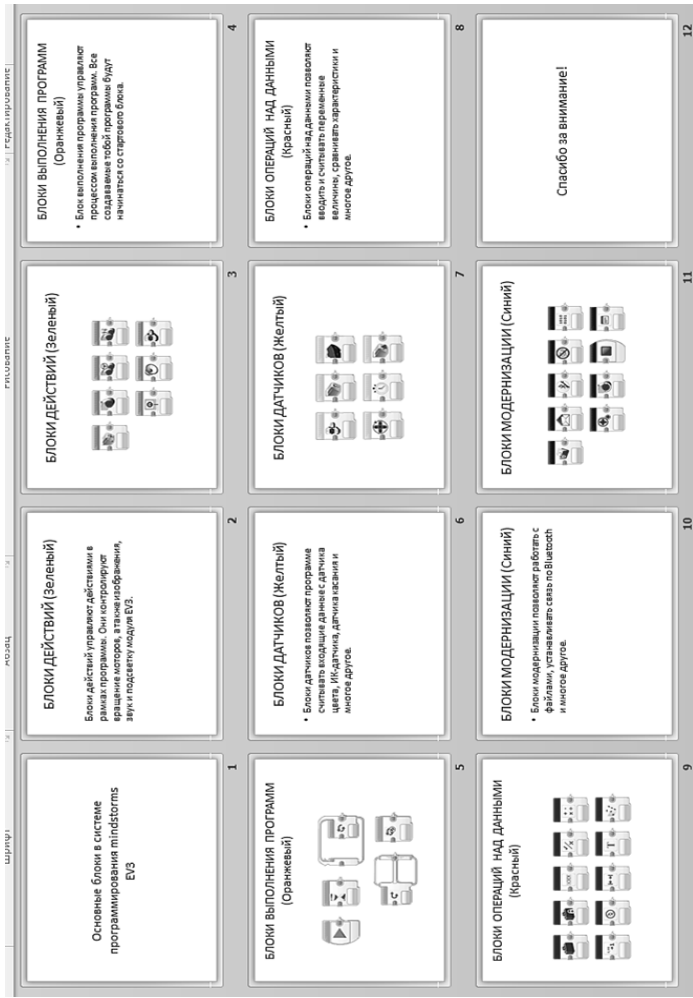 Шрифт
Абзац
Рисование
Редактирование
Основные блоки в системе
программирования mindstorms
EV3
1
БЛОКИ ДЕЙСТВИЙ (Зеленый)
Блоки действий управляют действиями в
рамках программы. Они контролируют
вращение моторов, а также изображения,
звук и подсветку модуля EV3.
2
БЛОКИ ДЕЙСТВИЙ (Зеленый)
3
БЛОКИ ВЫПОЛНЕНИЯ ПРОГРАММ
(Оранжевый)
• Блок выполнения программы управляют
процессом выполнения программ. Все
создаваемые тобой программы будут
начинаться со стартового блока.
4
БЛОКИ ВЫПОЛНЕНИЯ ПРОГРАММ
(Оранжевый)
5
БЛОКИ ДАТЧИКОВ (Желтый)
• Блоки датчиков позволяют программе
считывать входящие данные с датчика
цвета, ИК-датчика, датчика касания и
многое другое.
6
БЛОКИ ДАТЧИКОВ (Желтый)
7
БЛОКИ ОПЕРАЦИЙ НАД ДАННЫМИ
(Красный)
• Блоки операций над данными позволяют
вводить и считывать переменные
величины, сравнивать характеристики и
многое другое.
8
БЛОКИ ОПЕРАЦИЙ НАД ДАННЫМИ
(Красный)
9
БЛОКИ МОДЕРНИЗАЦИИ (Синий)
• Блоки модернизации позволяют работать с
файлами, устанавливать связь по Bluetooth
и многое другое.
10
БЛОКИ МОДЕРНИЗАЦИИ (Синий)
11
Спасибо за внимание!
12